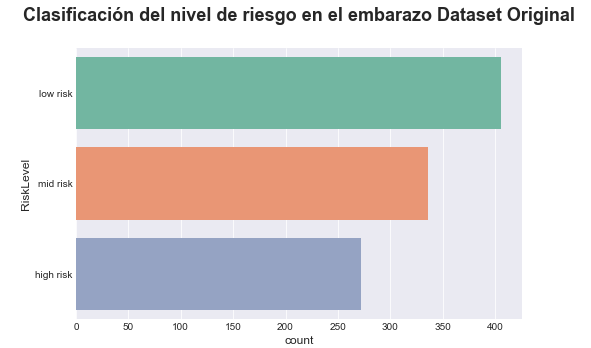 Clasificación del nivel de riesgo en el embarazo Dataset Original
low risk
mid risk
high risk
RiskLevel
0 50 100 150 200 250 300 350 400
count